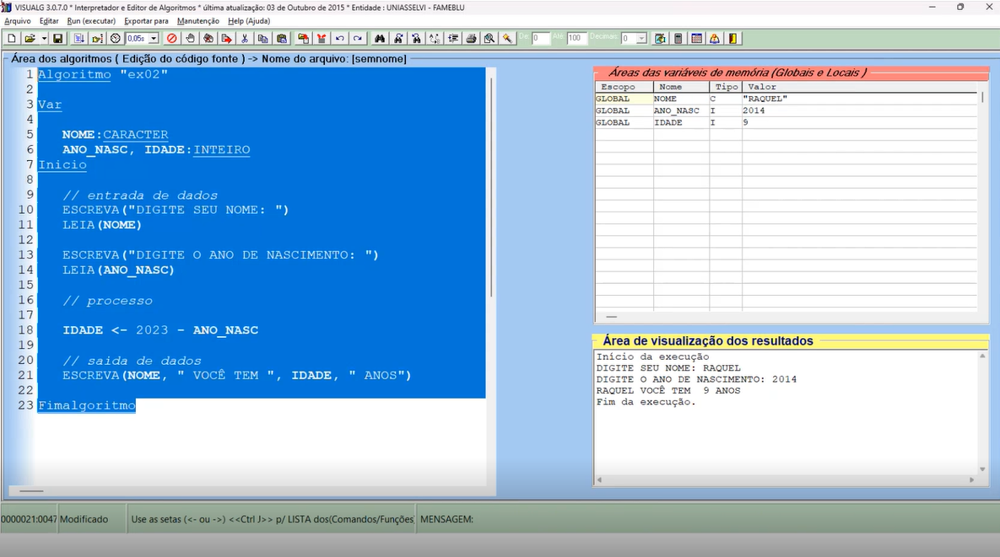 VISUALG 3.0.7.0 * Interpretador e Editor de Algoritmos * última atualização: 03 de Outubro de 2015 * Entidade : UNIASSELVI - FAMEBLU
Arquivo Editar Run (executar) Exportar para Manutenção Help (Ajuda)
0,05s De: 0 Até: 100 Decimais: 0
Área dos algoritmos ( Edição do código fonte ) -> Nome do arquivo: [semnome]
1 Algoritmo "ex02"
2
3 Var
4
5 NOME:CARACTER
6 ANO_NASC, IDADE:INTEIRO
7 Inicio
8
9 // entrada de dados
10 ESCREVA("DIGITE SEU NOME: ")
11 LEIA(NOME)
12
13 ESCREVA("DIGITE O ANO DE NASCIMENTO: ")
14 LEIA(ANO_NASC)
15
16 // processo
17
18 IDADE <- 2023 - ANO_NASC
19
20 // saida de dados
21 ESCREVA(NOME, " VOCÊ TEM ", IDADE, " ANOS")
22
23 Fimalgoritmo
Áreas das variáveis de memória (Globais e Locais )
Escopo Nome Tipo Valor
GLOBAL NOME C "RAQUEL"
GLOBAL ANO_NASC I 2014
GLOBAL IDADE I 9
Área de visualização dos resultados
Início da execução
DIGITE SEU NOME: RAQUEL
DIGITE O ANO DE NASCIMENTO: 2014
RAQUEL VOCÊ TEM  9 ANOS
Fim da execução.
0000021:0047 Modificado Use as setas (<- ou ->) <<Ctrl J>> p/ LISTA dos(Comandos/Funções) MENSAGEM: